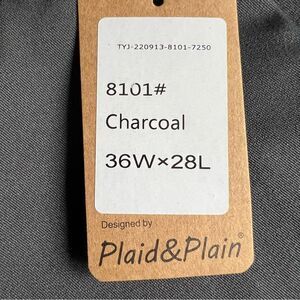 TYJ-220913-8101-7250
8101#
Charcoal
36W×28L
Designed by
Plaid&Plain®